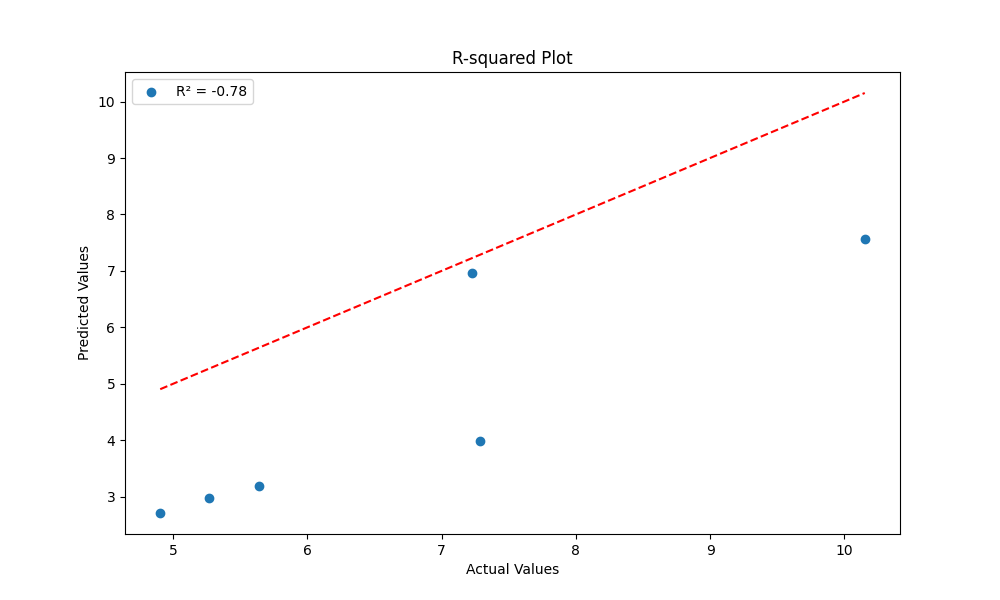 R-squared Plot
R² = -0.78
10
9
8
7
6
5
4
3
Predicted Values
5 6 7 8 9 10
Actual Values